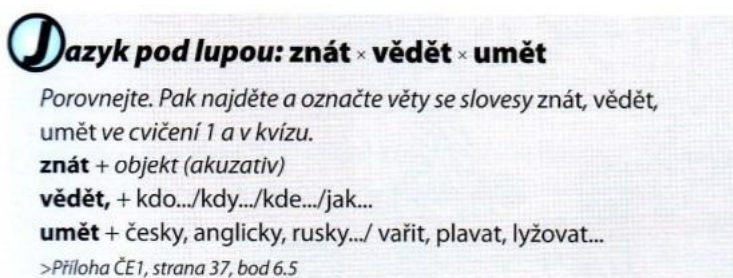 Jazyk pod lupou: znát × vědět × umět
Porovnejte. Pak najděte a označte věty se slovesy znát, vědět,
umět ve cvičení 1 a v kvízu.
znát + objekt (akuzativ)
vědět, + kdo.../kdy.../kde.../jak...
umět + česky, anglicky, rusky.../ vařit, plavat, lyžovat...
>Příloha ČE1, strana 37, bod 6.5